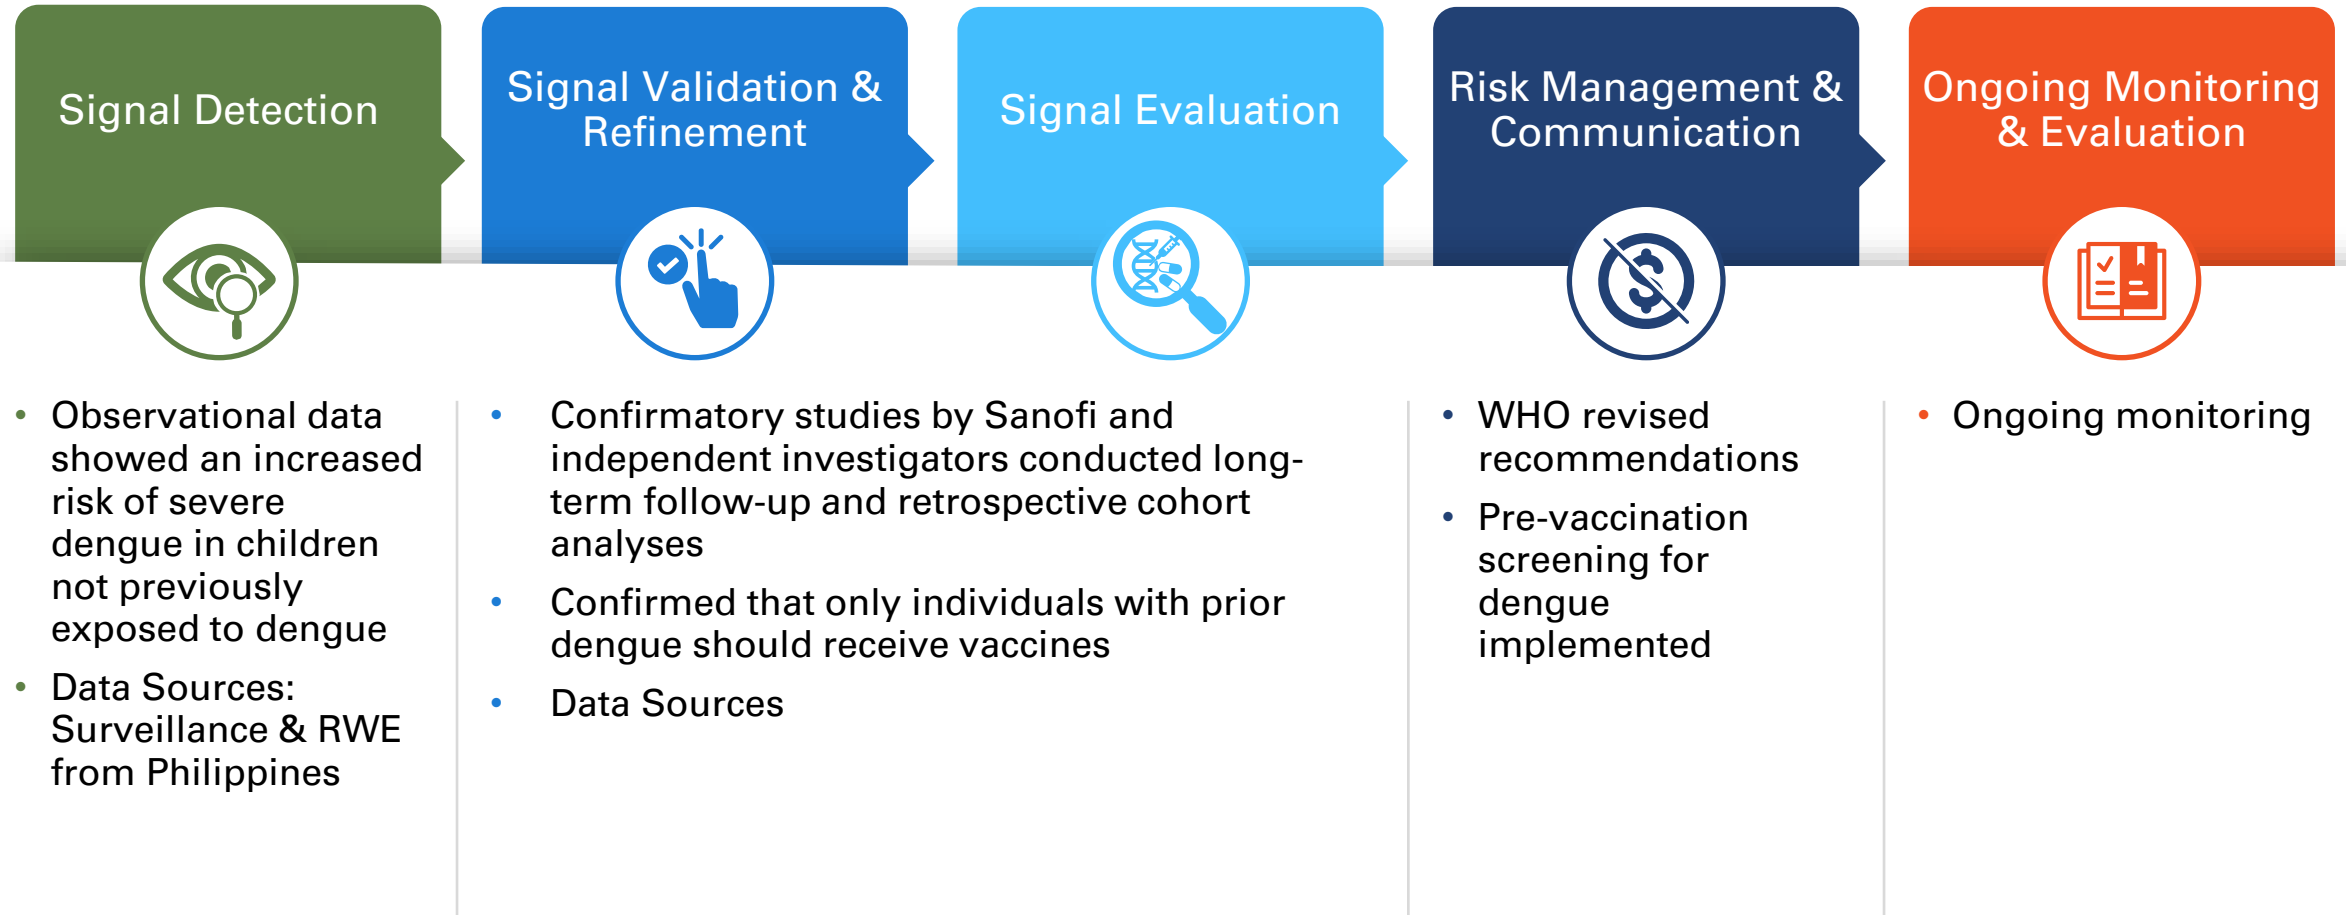 Signal Detection
Signal Validation &
Refinement
Signal Evaluation
Risk Management &
Communication
Ongoing Monitoring
& Evaluation
• Observational data
showed an increased
risk of severe
dengue in children
not previously
exposed to dengue
• Data Sources:
Surveillance & RWE
from Philippines
• Confirmatory studies by Sanofi and
independent investigators conducted long-
term follow-up and retrospective cohort
analyses
• Confirmed that only individuals with prior
dengue should receive vaccines
• Data Sources
• WHO revised
recommendations
• Pre-vaccination
screening for
dengue
implemented
• Ongoing monitoring